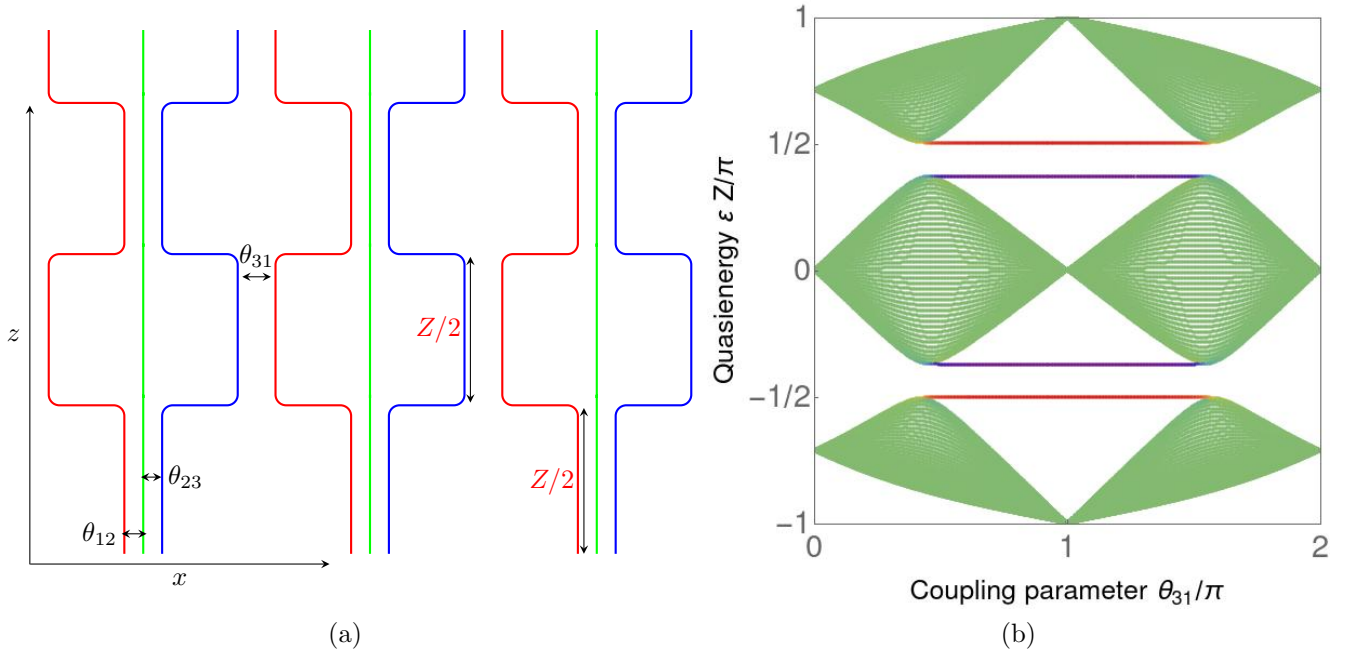 z
θ31
Z/2
Z/2
θ23
θ12
x
(a)
Quasienergy ε Z/π
1
1/2
0
−1/2
−1
0
1
2
Coupling parameter θ31/π
(b)